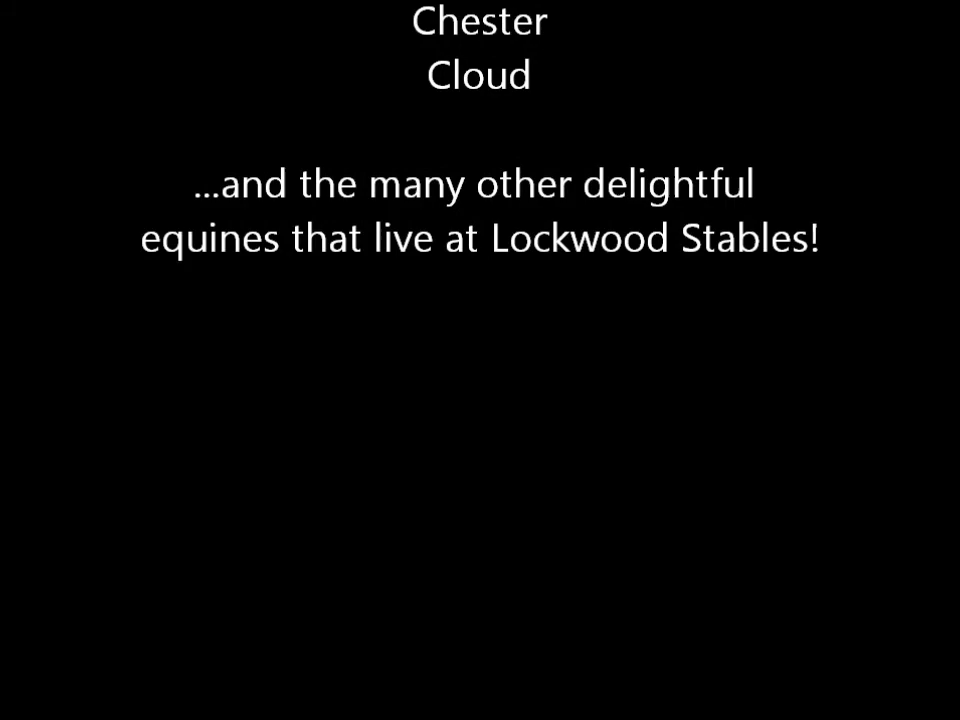 Chester
Cloud
...and the many other delightful
equines that live at Lockwood Stables!